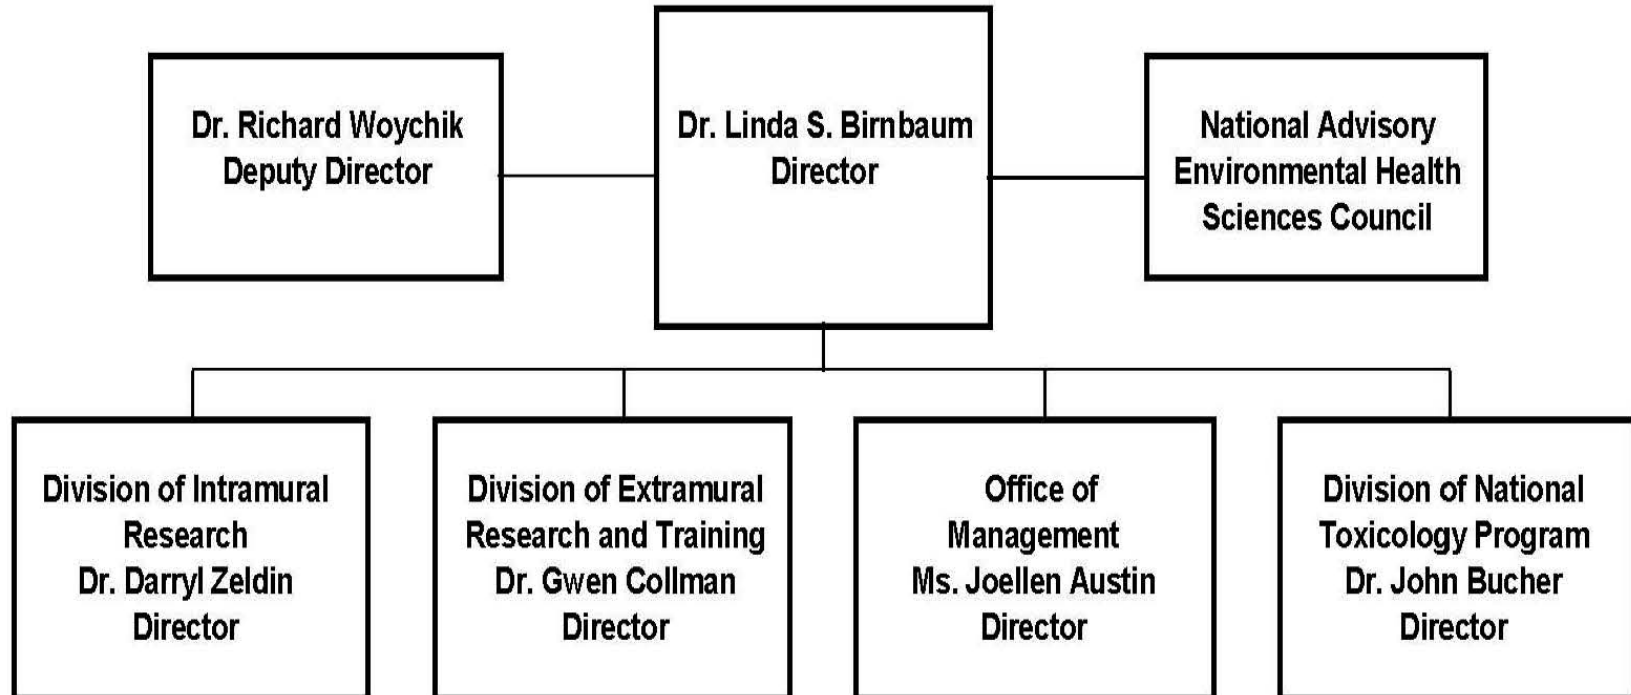 Dr. Richard Woychik
Deputy Director
Dr. Linda S. Birnbaum
Director
National Advisory
Environmental Health
Sciences Council
Division of Intramural
Research
Dr. Darryl Zeldin
Director
Division of Extramural
Research and Training
Dr. Gwen Collman
Director
Office of
Management
Ms. Joellen Austin
Director
Division of National
Toxicology Program
Dr. John Bucher
Director